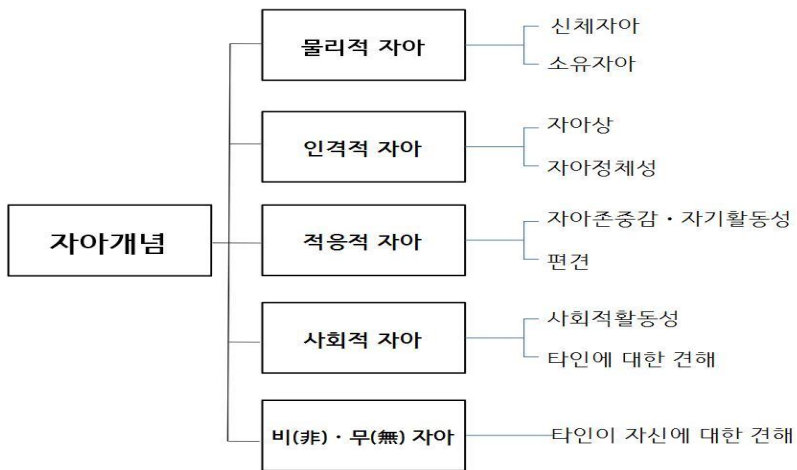 물리적 자아
신체자아
소유자아
인격적 자아
자아상
자아정체성
자아개념
적응적 자아
자아존중감・자기활동성
편견
사회적 자아
사회적활동성
타인에 대한 견해
비(非)・무(無) 자아
타인이 자신에 대한 견해